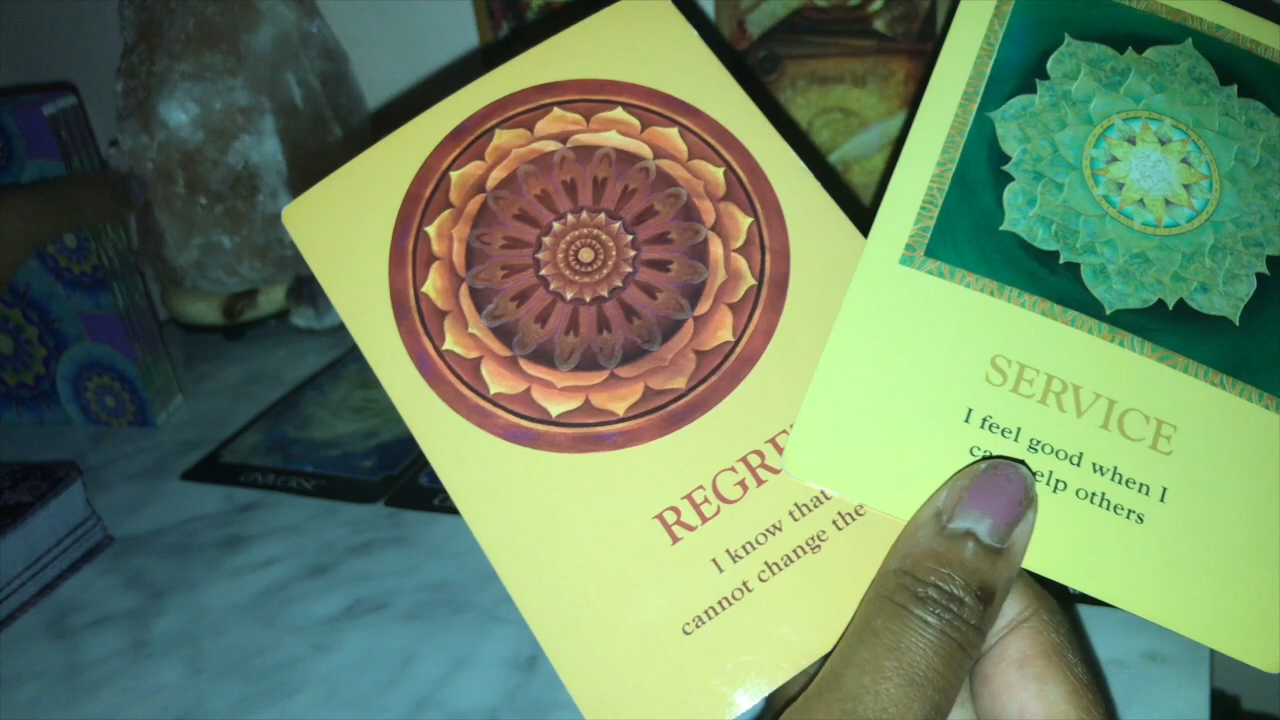 REGRE
I know that
cannot change the
SERVICE
I feel good when I
elp others